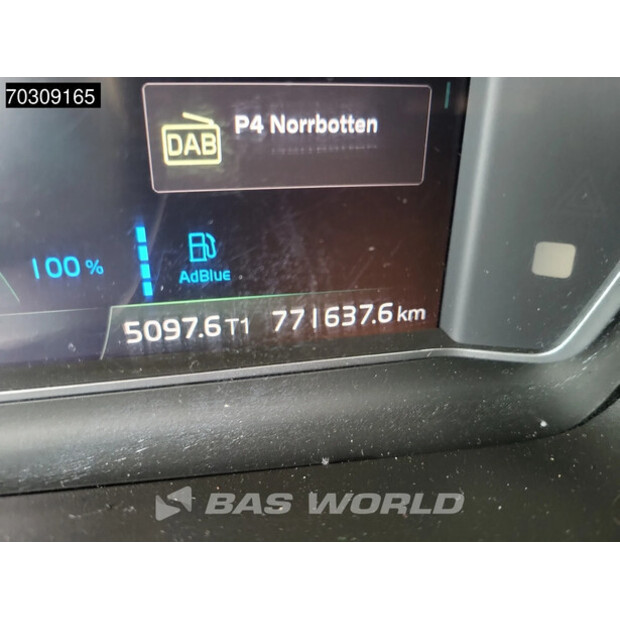 70309165
DAB P4 Norrbotten
100 %
AdBlue
5097.6 T1 771637.6 km
BAS WORLD